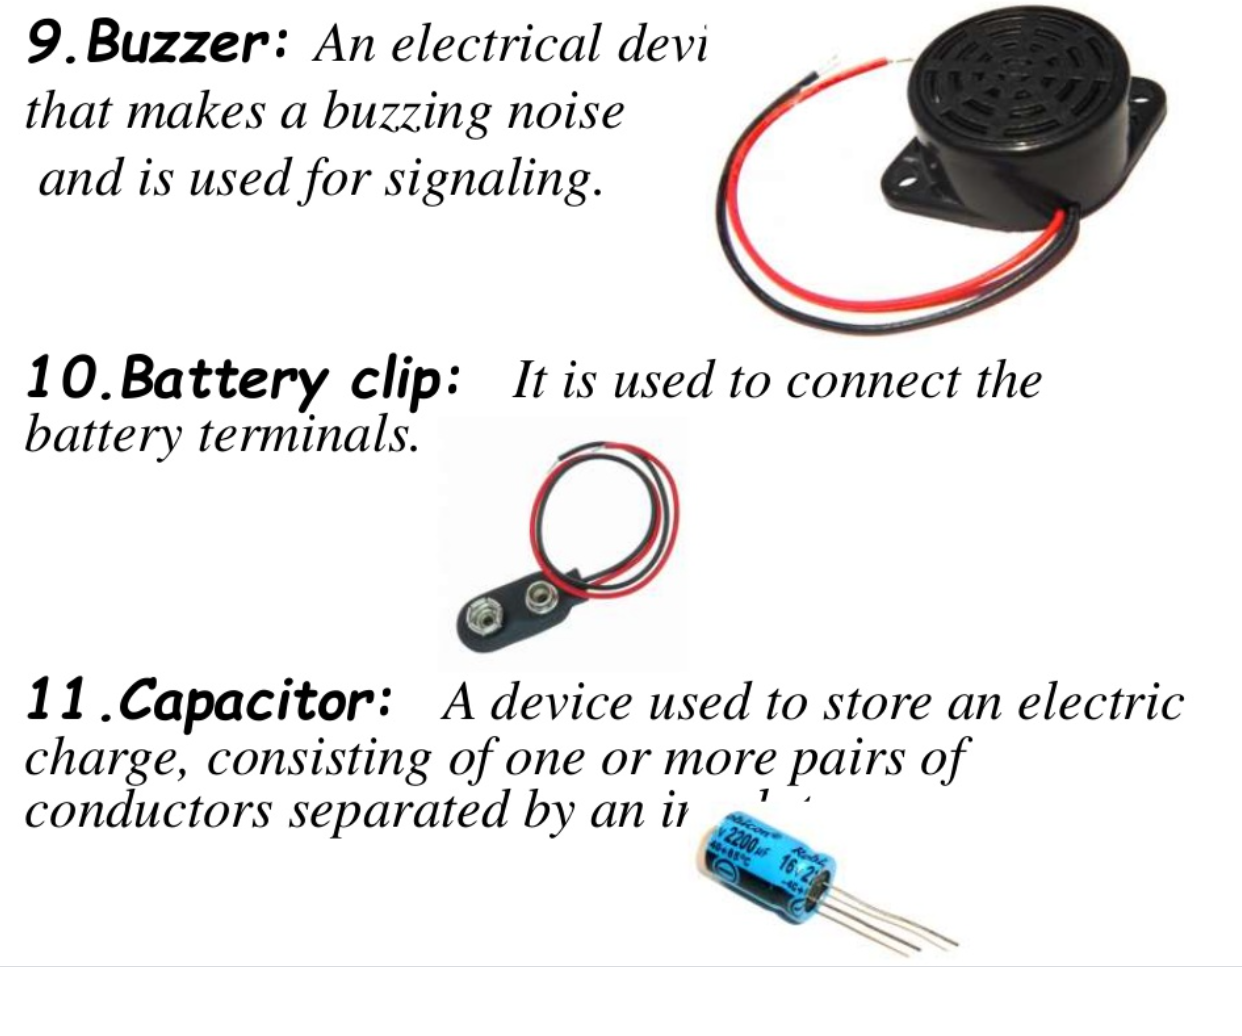 9.Buzzer: An electrical devi
that makes a buzzing noise
and is used for signaling.
10.Battery clip: It is used to connect the
battery terminals.
11.Capacitor: A device used to store an electric
charge, consisting of one or more pairs of
conductors separated by an
2200µF
16V